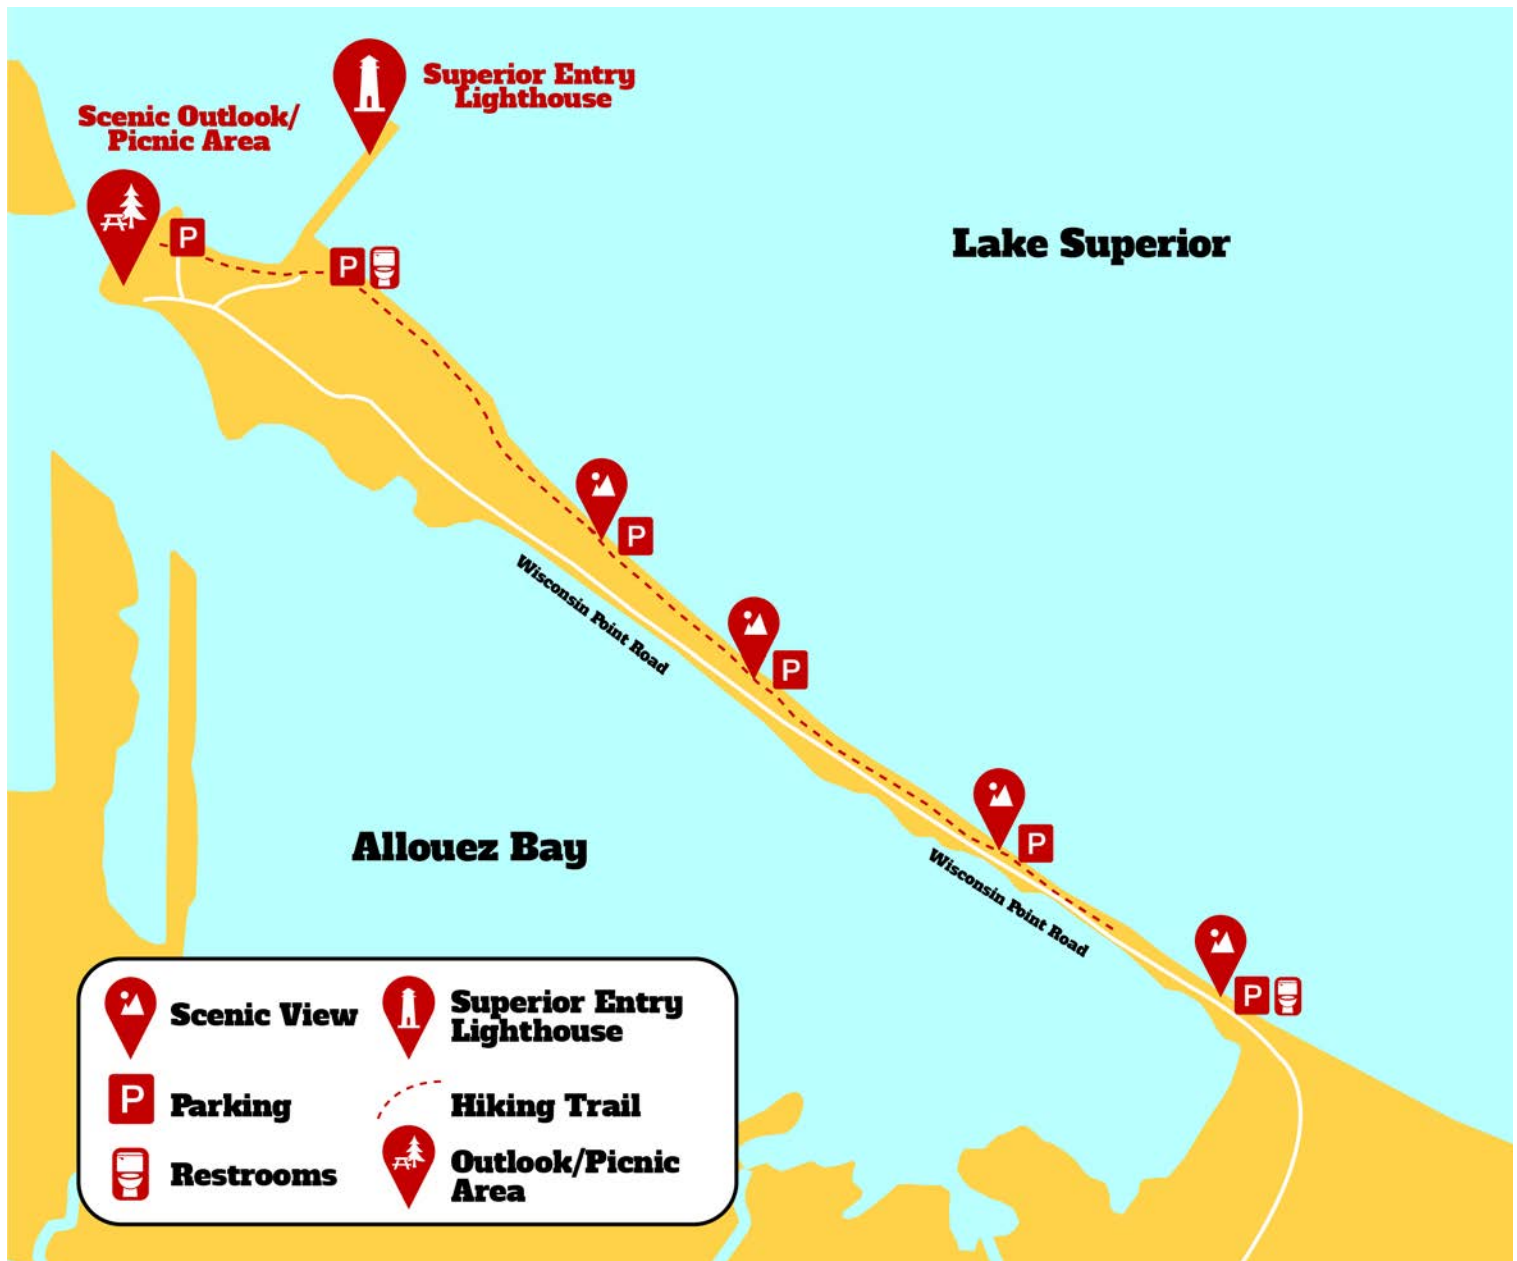 Superior Entry
Lighthouse
Scenic Outlook/
Picnic Area
P
P
Lake Superior
P
Wisconsin Point Road
P
Allouez Bay
P
Wisconsin Point Road
P
Scenic View
Superior Entry
Lighthouse
P
Parking
Hiking Trail
Restrooms
Outlook/Picnic
Area